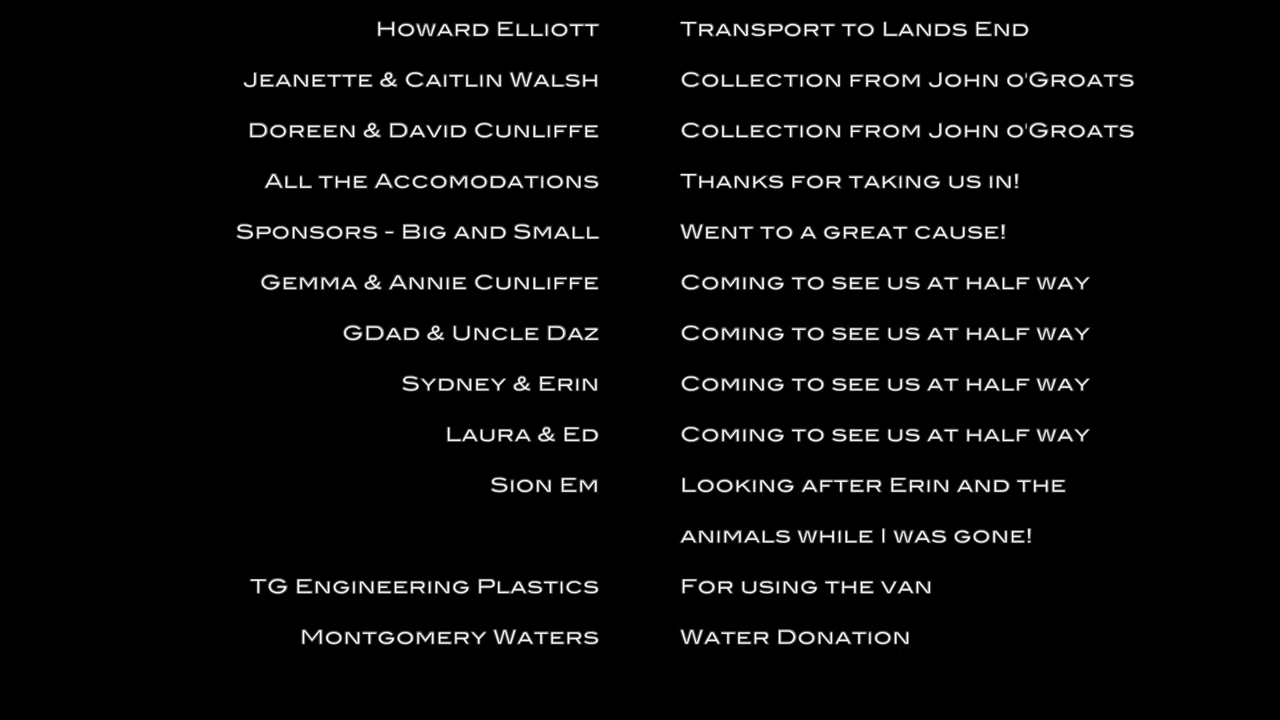 Howard Elliott Transport to Lands End
Jeanette & Caitlin Walsh Collection from John o'Groats
Doreen & David Cunliffe Collection from John o'Groats
All the Accomodations Thanks for taking us in!
Sponsors - Big and Small Went to a great cause!
Gemma & Annie Cunliffe Coming to see us at half way
GDad & Uncle Daz Coming to see us at half way
Sydney & Erin Coming to see us at half way
Laura & Ed Coming to see us at half way
Sion Em Looking after Erin and the
animals while I was gone!
TG Engineering Plastics For using the van
Montgomery Waters Water Donation